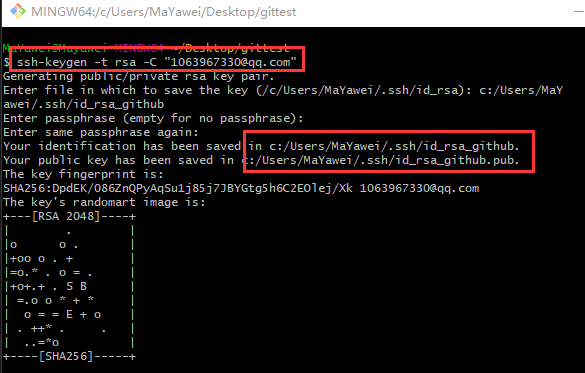 MINGW64:/c/Users/MaYawei/Desktop/gittest
MaYawei@Mayawei MINGW64 ~/Desktop/gittest
$ ssh-keygen -t rsa -C "1063967330@qq.com"
Generating public/private rsa key pair.
Enter file in which to save the key (/c/Users/MaYawei/.ssh/id_rsa): c:/Users/MaY
awei/.ssh/id_rsa_github
Enter passphrase (empty for no passphrase):
Enter same passphrase again:
Your identification has been saved in c:/Users/MaYawei/.ssh/id_rsa_github.
Your public key has been saved in c:/Users/MaYawei/.ssh/id_rsa_github.pub.
The key fingerprint is:
SHA256:DpdEK/O86ZnQPyAqSu1j85j7JBYGtg5h6C2EOlej/Xk 1063967330@qq.com
The key's randomart image is:
+---[RSA 2048]----+
|        .        |
|o      o .       |
|+oo o . +        |
|=o.* . o = .     |
|+o+.+ . S B      |
| =.o o * + *     |
|  o = = E + o    |
| . ++* .     .   |
|  ..=*o          |
+----[SHA256]-----+